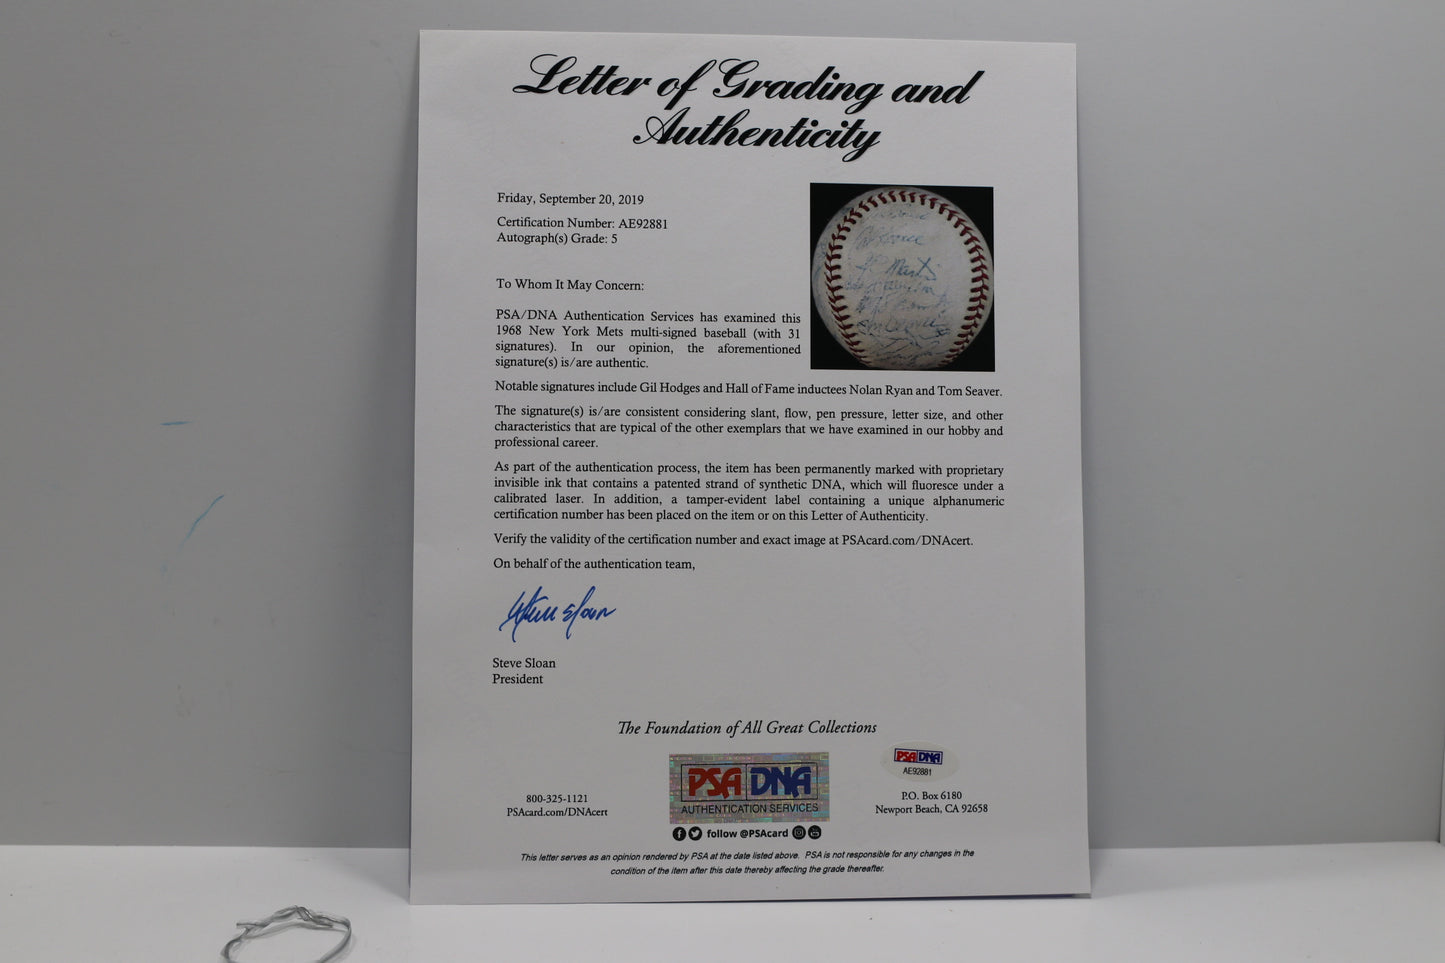 Letter of Grading and
Authenticity
Friday, September 20, 2019
Certification Number: AE92881
Autograph(s) Grade: 5
To Whom It May Concern:
PSA/DNA Authentication Services has examined this
1968 New York Mets multi-signed baseball (with 31
signatures). In our opinion, the aforementioned
signature(s) is/are authentic.
Notable signatures include Gil Hodges and Hall of Fame inductees Nolan Ryan and Tom Seaver.
The signature(s) is/are consistent considering slant, flow, pen pressure, letter size, and other
characteristics that are typical of the other exemplars that we have examined in our hobby and
professional career.
As part of the authentication process, the item has been permanently marked with proprietary
invisible ink that contains a patented strand of synthetic DNA, which will fluoresce under a
calibrated laser. In addition, a tamper-evident label containing a unique alphanumeric
certification number has been placed on the item or on this Letter of Authenticity.
Verify the validity of the certification number and exact image at PSAcard.com/DNAcert.
On behalf of the authentication team,
Steve Sloan
Steve Sloan
President
The Foundation of All Great Collections
800-325-1121
PSAcard.com/DNAcert
PSA DNA
AUTHENTICATION SERVICES
follow @PSAcard
PSA DNA
AE92881
P.O. Box 6180
Newport Beach, CA 92658
This letter serves as an opinion rendered by PSA at the date listed above. PSA is not responsible for any changes in the
condition of the item after this date thereby affecting the grade thereafter.